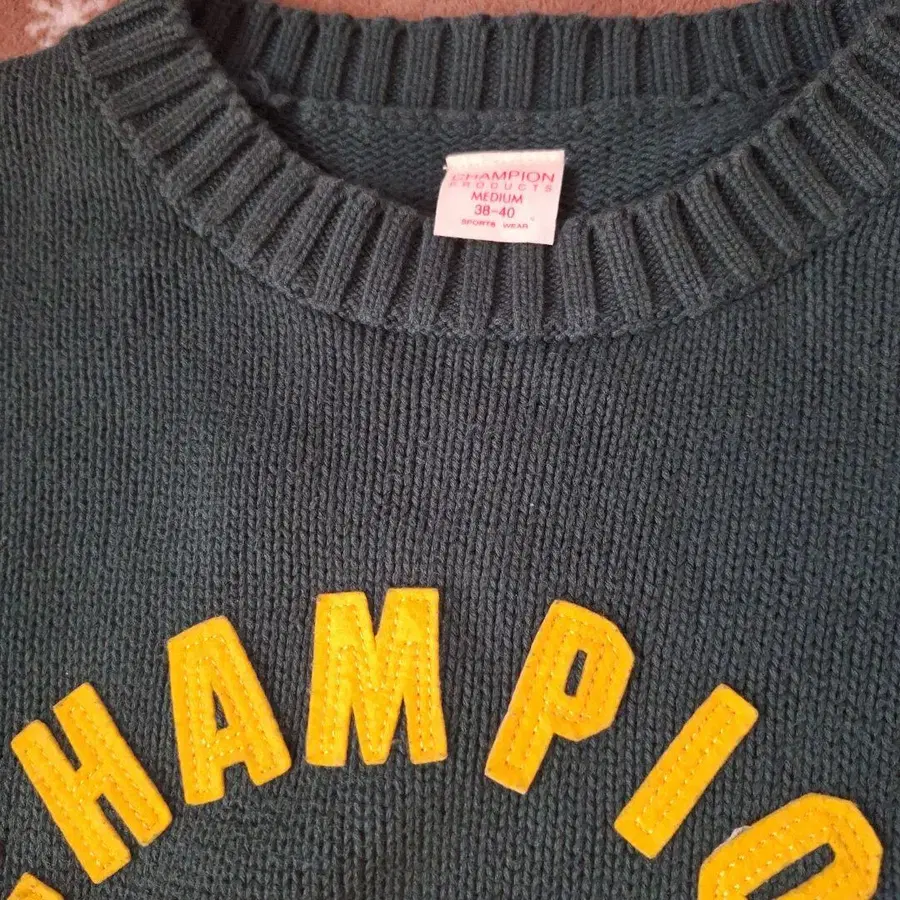 CHAMPION
PRODUCTS
MEDIUM
38-40
SPORTS WEAR
HAMPIO